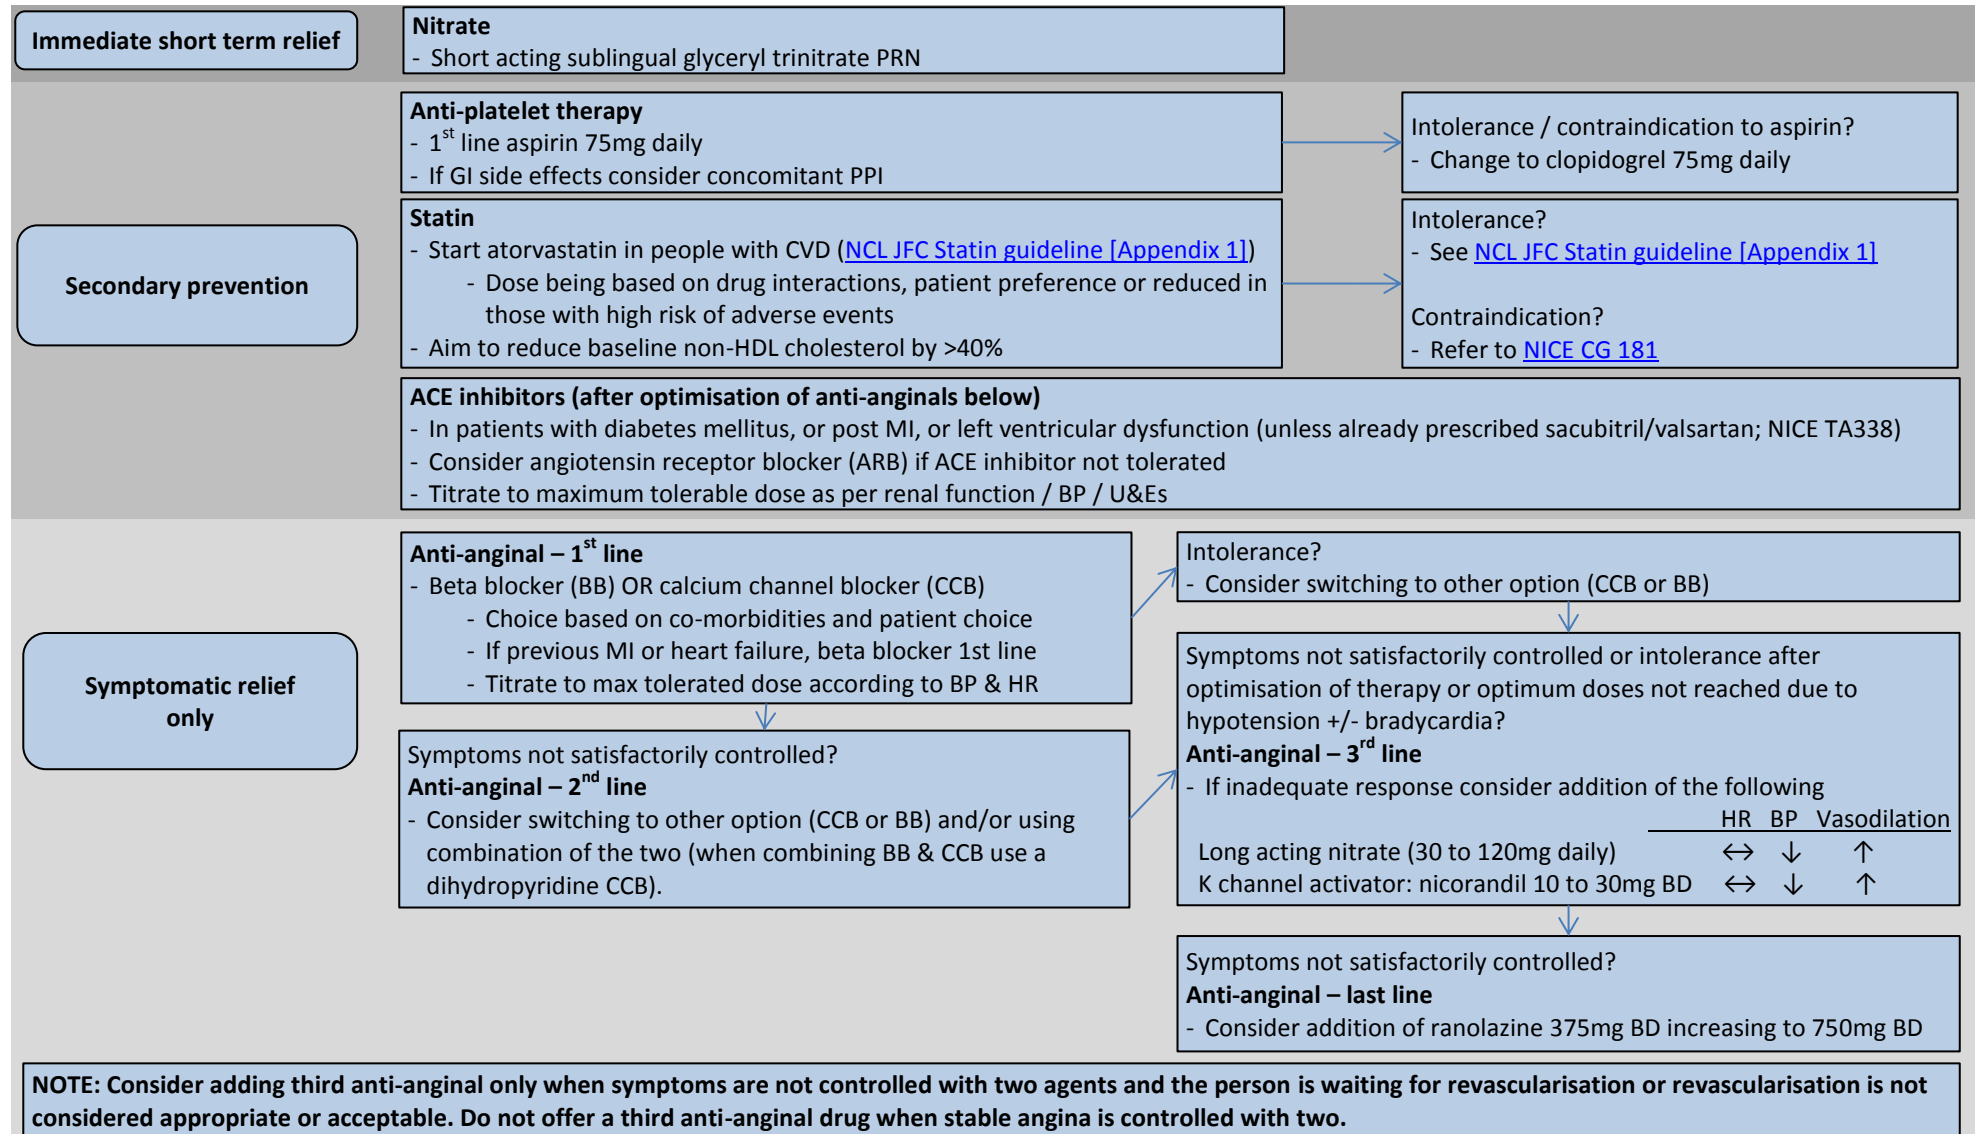 Immediate short term relief
Nitrate
- Short acting sublingual glyceryl trinitrate PRN
Secondary prevention
Anti-platelet therapy
- 1st line aspirin 75mg daily
- If GI side effects consider concomitant PPI
Intolerance / contraindication to aspirin?
- Change to clopidogrel 75mg daily
Statin
- Start atorvastatin in people with CVD (NCL JFC Statin guideline [Appendix 1])
- Dose being based on drug interactions, patient preference or reduced in
those with high risk of adverse events
- Aim to reduce baseline non-HDL cholesterol by >40%
Intolerance?
- See NCL JFC Statin guideline [Appendix 1]
Contraindication?
- Refer to NICE CG 181
ACE inhibitors (after optimisation of anti-anginals below)
- In patients with diabetes mellitus, or post MI, or left ventricular dysfunction (unless already prescribed sacubitril/valsartan; NICE TA338)
- Consider angiotensin receptor blocker (ARB) if ACE inhibitor not tolerated
- Titrate to maximum tolerable dose as per renal function / BP / U&Es
Symptomatic relief
only
Anti-anginal – 1st line
- Beta blocker (BB) OR calcium channel blocker (CCB)
- Choice based on co-morbidities and patient choice
- If previous MI or heart failure, beta blocker 1st line
- Titrate to max tolerated dose according to BP & HR
Intolerance?
- Consider switching to other option (CCB or BB)
Symptoms not satisfactorily controlled?
Anti-anginal – 2nd line
- Consider switching to other option (CCB or BB) and/or using
combination of the two (when combining BB & CCB use a
dihydropyridine CCB).
Symptoms not satisfactorily controlled or intolerance after
optimisation of therapy or optimum doses not reached due to
hypotension +/- bradycardia?
Anti-anginal – 3rd line
- If inadequate response consider addition of the following
HR BP Vasodilation
Long acting nitrate (30 to 120mg daily) ↔ ↓ ↑
K channel activator: nicorandil 10 to 30mg BD ↔ ↓ ↑
Symptoms not satisfactorily controlled?
Anti-anginal – last line
- Consider addition of ranolazine 375mg BD increasing to 750mg BD
NOTE: Consider adding third anti-anginal only when symptoms are not controlled with two agents and the person is waiting for revascularisation or revascularisation is not
considered appropriate or acceptable. Do not offer a third anti-anginal drug when stable angina is controlled with two.